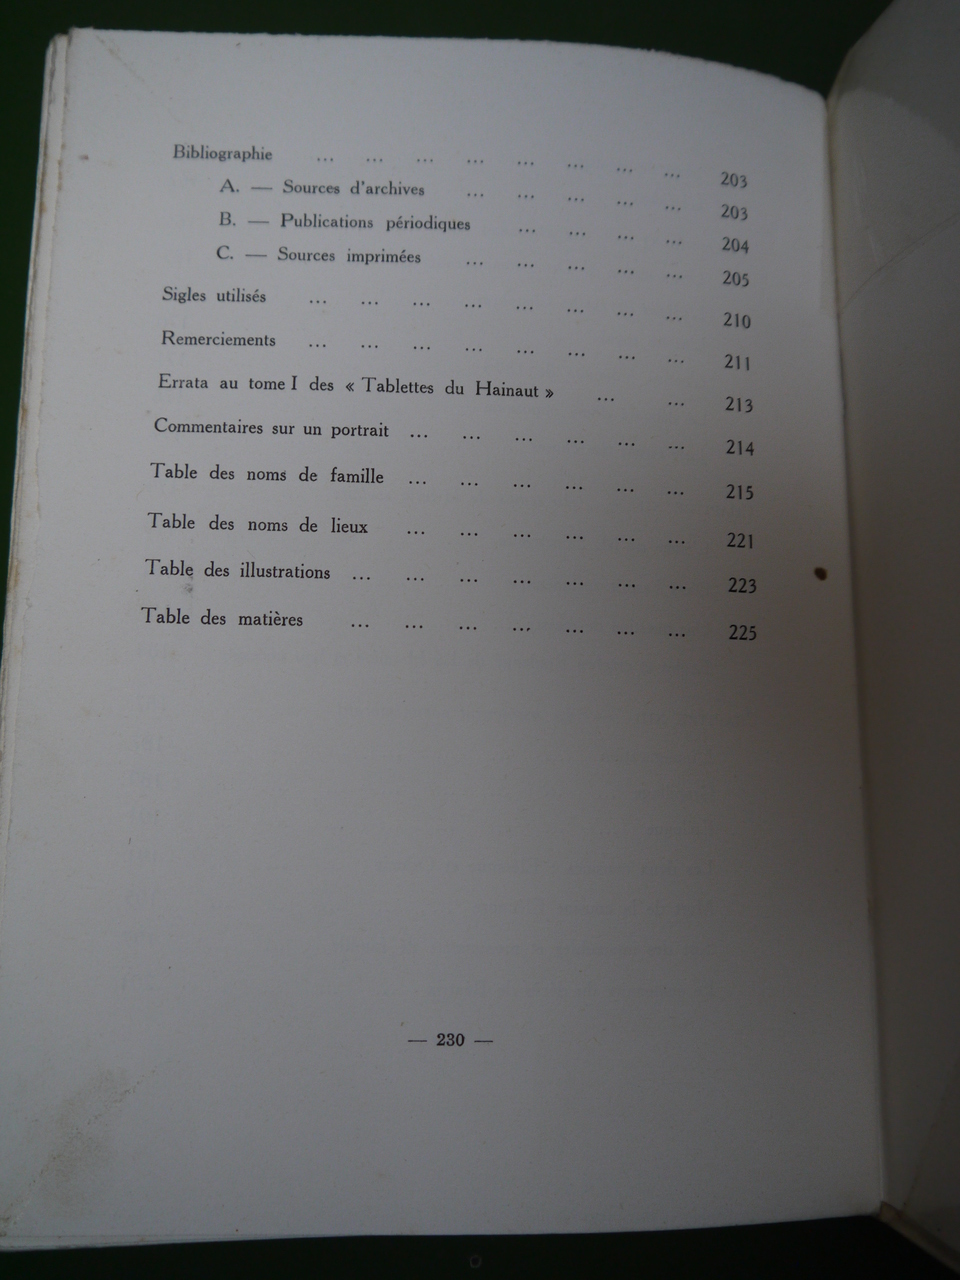 Bibliographie ... ... ... ... ... ... ... ... 203
A. — Sources d'archives ... ... ... ... ... 203
B. — Publications périodiques ... ... ... ... 204
C. — Sources imprimées ... ... ... ... ... 205
Sigles utilisés ... ... ... ... ... ... ... ... 210
Remerciements ... ... ... ... ... ... ... ... 211
Errata au tome I des « Tablettes du Hainaut » ... ... 213
Commentaires sur un portrait ... ... ... ... ... ... 214
Table des noms de famille ... ... ... ... ... ... 215
Table des noms de lieux ... ... ... ... ... ... 221
Table des illustrations ... ... ... ... ... ... ... 223
Table des matières ... ... ... ... ... ... ... 225
— 230 —